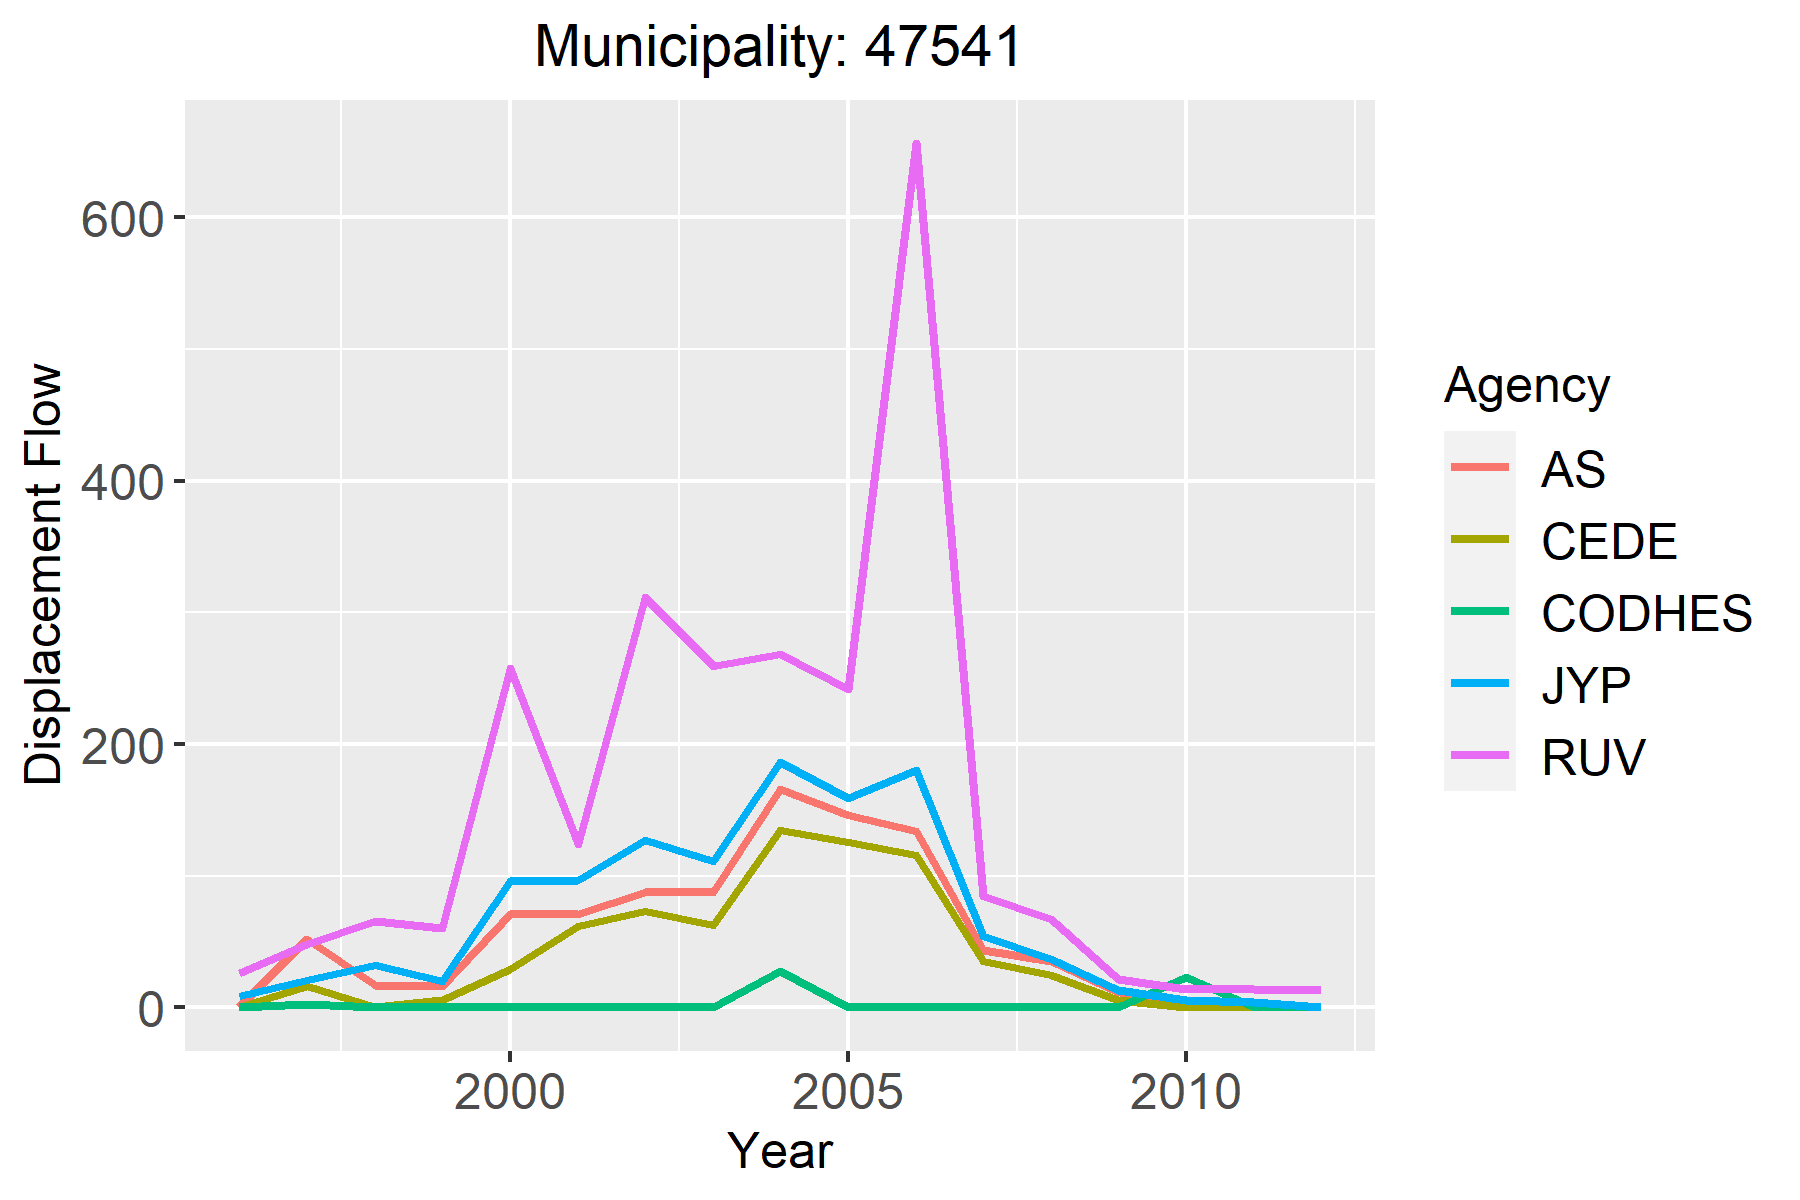 Municipality: 47541
Displacement Flow
600
400
200
0
2000 2005 2010
Year
Agency
AS
CEDE
CODHES
JYP
RUV